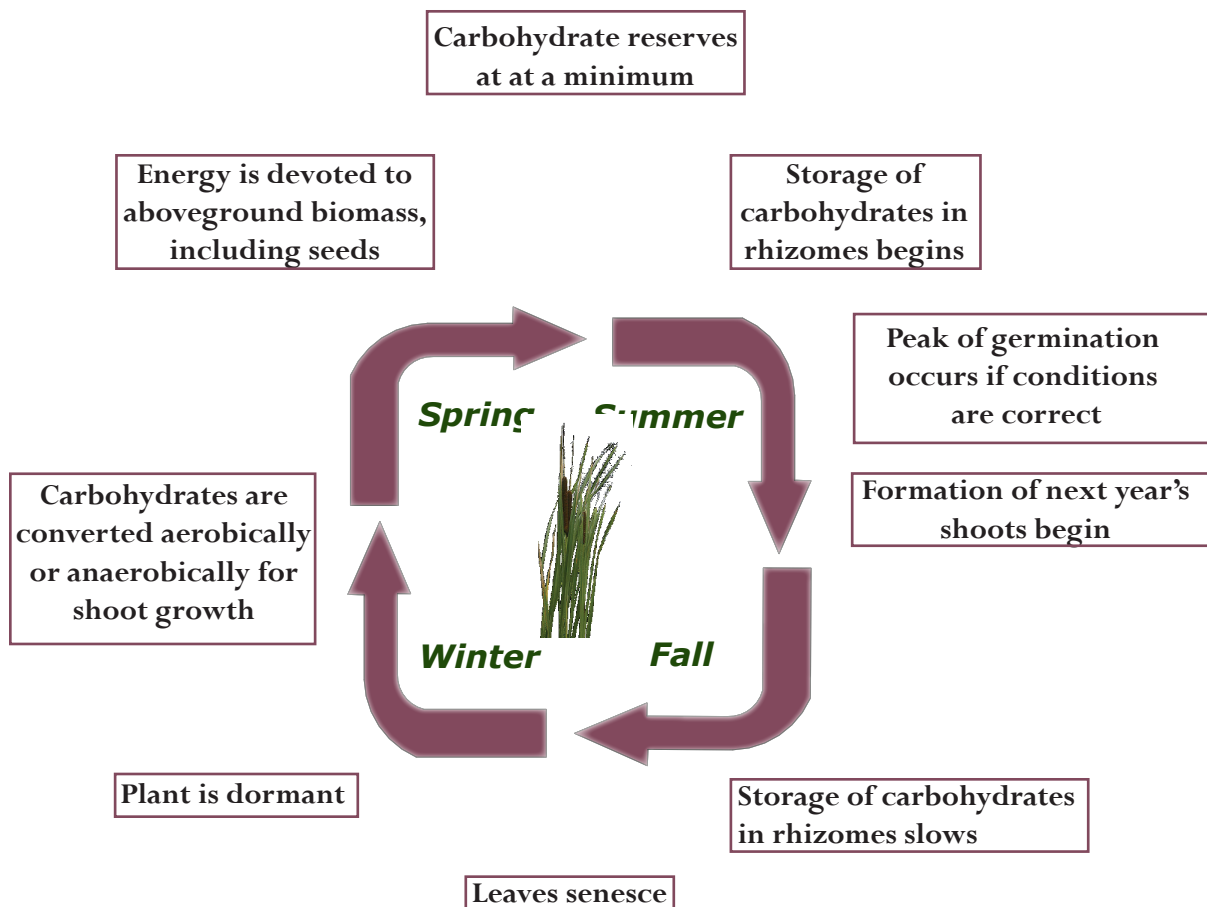 Carbohydrate reserves
at at a minimum
Energy is devoted to
aboveground biomass,
including seeds
Storage of
carbohydrates in
rhizomes begins
Peak of germination
occurs if conditions
are correct
Spring
Summer
Carbohydrates are
converted aerobically
or anaerobically for
shoot growth
Formation of next year’s
shoots begin
Winter
Fall
Plant is dormant
Storage of carbohydrates
in rhizomes slows
Leaves senesce